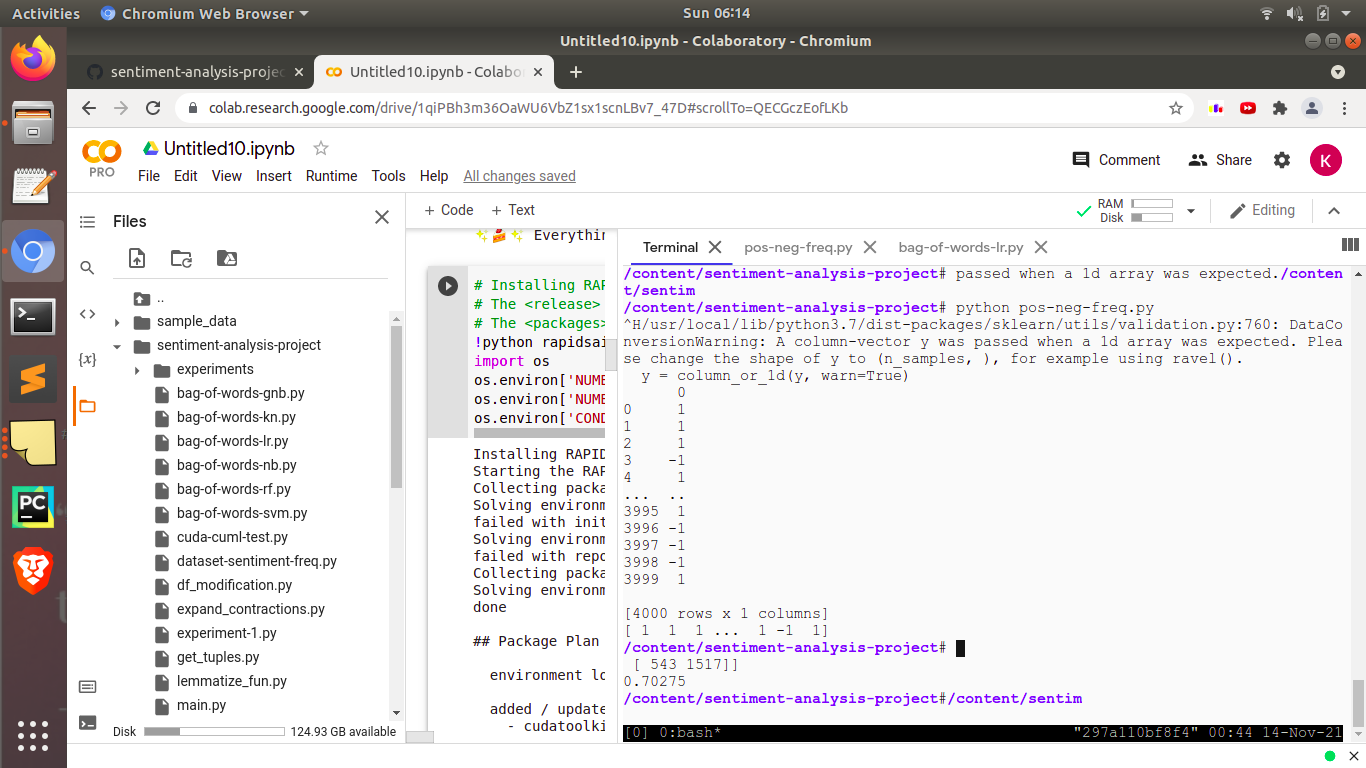 Activities
Chromium Web Browser
Sun 06:14
Untitled10.ipynb - Colaboratory - Chromium
sentiment-analysis-projec
Untitled10.ipynb - Colabo
colab.research.google.com/drive/1qiPBh3m36OaWU6VbZ1sx1scnLBv7_47D#scrollTo=QECGczEofLKb
PRO
Untitled10.ipynb
File Edit View Insert Runtime Tools Help All changes saved
Comment
Share
K
Files
+ Code + Text
RAM
Disk
Editing
..
sample_data
sentiment-analysis-project
experiments
bag-of-words-gnb.py
bag-of-words-kn.py
bag-of-words-lr.py
bag-of-words-nb.py
bag-of-words-rf.py
bag-of-words-svm.py
cuda-cuml-test.py
dataset-sentiment-freq.py
df_modification.py
expand_contractions.py
experiment-1.py
get_tuples.py
lemmatize_fun.py
main.py
Disk
124.93 GB available
{x}
PC
Everythin
# Installing RAP
# The <release>
# The <packages>
!python rapidsai
import os
os.environ['NUMB
os.environ['NUMB
os.environ['COND
Installing RAPID
Starting the RAP
Collecting packa
Solving environm
failed with init
Solving environm
failed with repo
Collecting packa
Solving environm
done
## Package Plan
environment lo
added / update
- cudatoolki
Terminal
pos-neg-freq.py
bag-of-words-lr.py
/content/sentiment-analysis-project# passed when a 1d array was expected./conten
t/sentim
/content/sentiment-analysis-project# python pos-neg-freq.py
^H/usr/local/lib/python3.7/dist-packages/sklearn/utils/validation.py:760: DataCo
nversionWarning: A column-vector y was passed when a 1d array was expected. Plea
se change the shape of y to (n_samples, ), for example using ravel().
y = column_or_1d(y, warn=True)
0
0 1
1 1
2 1
3 -1
4 1
... ..
3995 1
3996 -1
3997 -1
3998 -1
3999 1
[4000 rows x 1 columns]
[ 1 1 1 ... 1 -1 1]
/content/sentiment-analysis-project#
[ 543 1517]]
0.70275
/content/sentiment-analysis-project#/content/sentim
[0] 0:bash*
"297a110bf8f4" 00:44 14-Nov-21